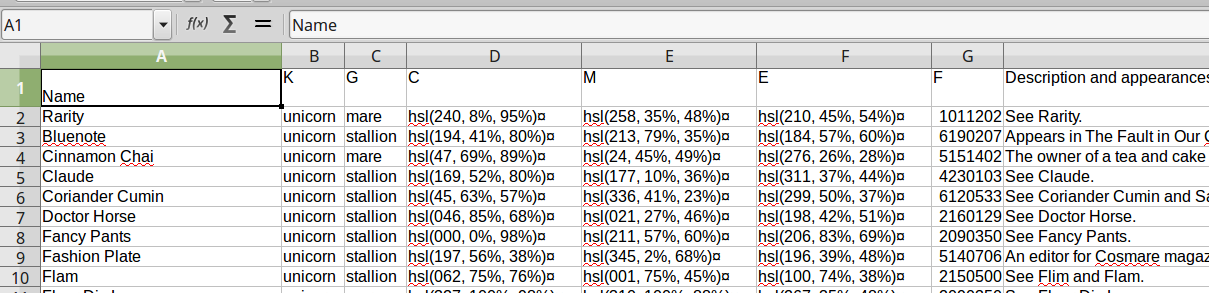 A1 f(x) Σ = Name
A B C D E F G
1 Name K G C M E F Description and appearances
2 Rarity unicorn mare hsl(240, 8%, 95%)¤ hsl(258, 35%, 48%)¤ hsl(210, 45%, 54%)¤ 1011202 See Rarity.
3 Bluenote unicorn stallion hsl(194, 41%, 80%)¤ hsl(213, 79%, 35%)¤ hsl(184, 57%, 60%)¤ 6190207 Appears in The Fault in Our
4 Cinnamon Chai unicorn mare hsl(47, 69%, 89%)¤ hsl(24, 45%, 49%)¤ hsl(276, 26%, 28%)¤ 5151402 The owner of a tea and cake
5 Claude unicorn stallion hsl(169, 52%, 80%)¤ hsl(177, 10%, 36%)¤ hsl(311, 37%, 44%)¤ 4230103 See Claude.
6 Coriander Cumin unicorn stallion hsl(45, 63%, 57%)¤ hsl(336, 41%, 23%)¤ hsl(299, 50%, 37%)¤ 6120533 See Coriander Cumin and
7 Doctor Horse unicorn stallion hsl(046, 85%, 68%)¤ hsl(021, 27%, 46%)¤ hsl(198, 42%, 51%)¤ 2160129 See Doctor Horse.
8 Fancy Pants unicorn stallion hsl(000, 0%, 98%)¤ hsl(211, 57%, 60%)¤ hsl(206, 83%, 69%)¤ 2090350 See Fancy Pants.
9 Fashion Plate unicorn stallion hsl(197, 56%, 38%)¤ hsl(345, 2%, 68%)¤ hsl(196, 39%, 48%)¤ 5140706 An editor for Cosmare magaz
10 Flam unicorn stallion hsl(062, 75%, 76%)¤ hsl(001, 75%, 45%)¤ hsl(100, 74%, 38%)¤ 2150500 See Flim and Flam.